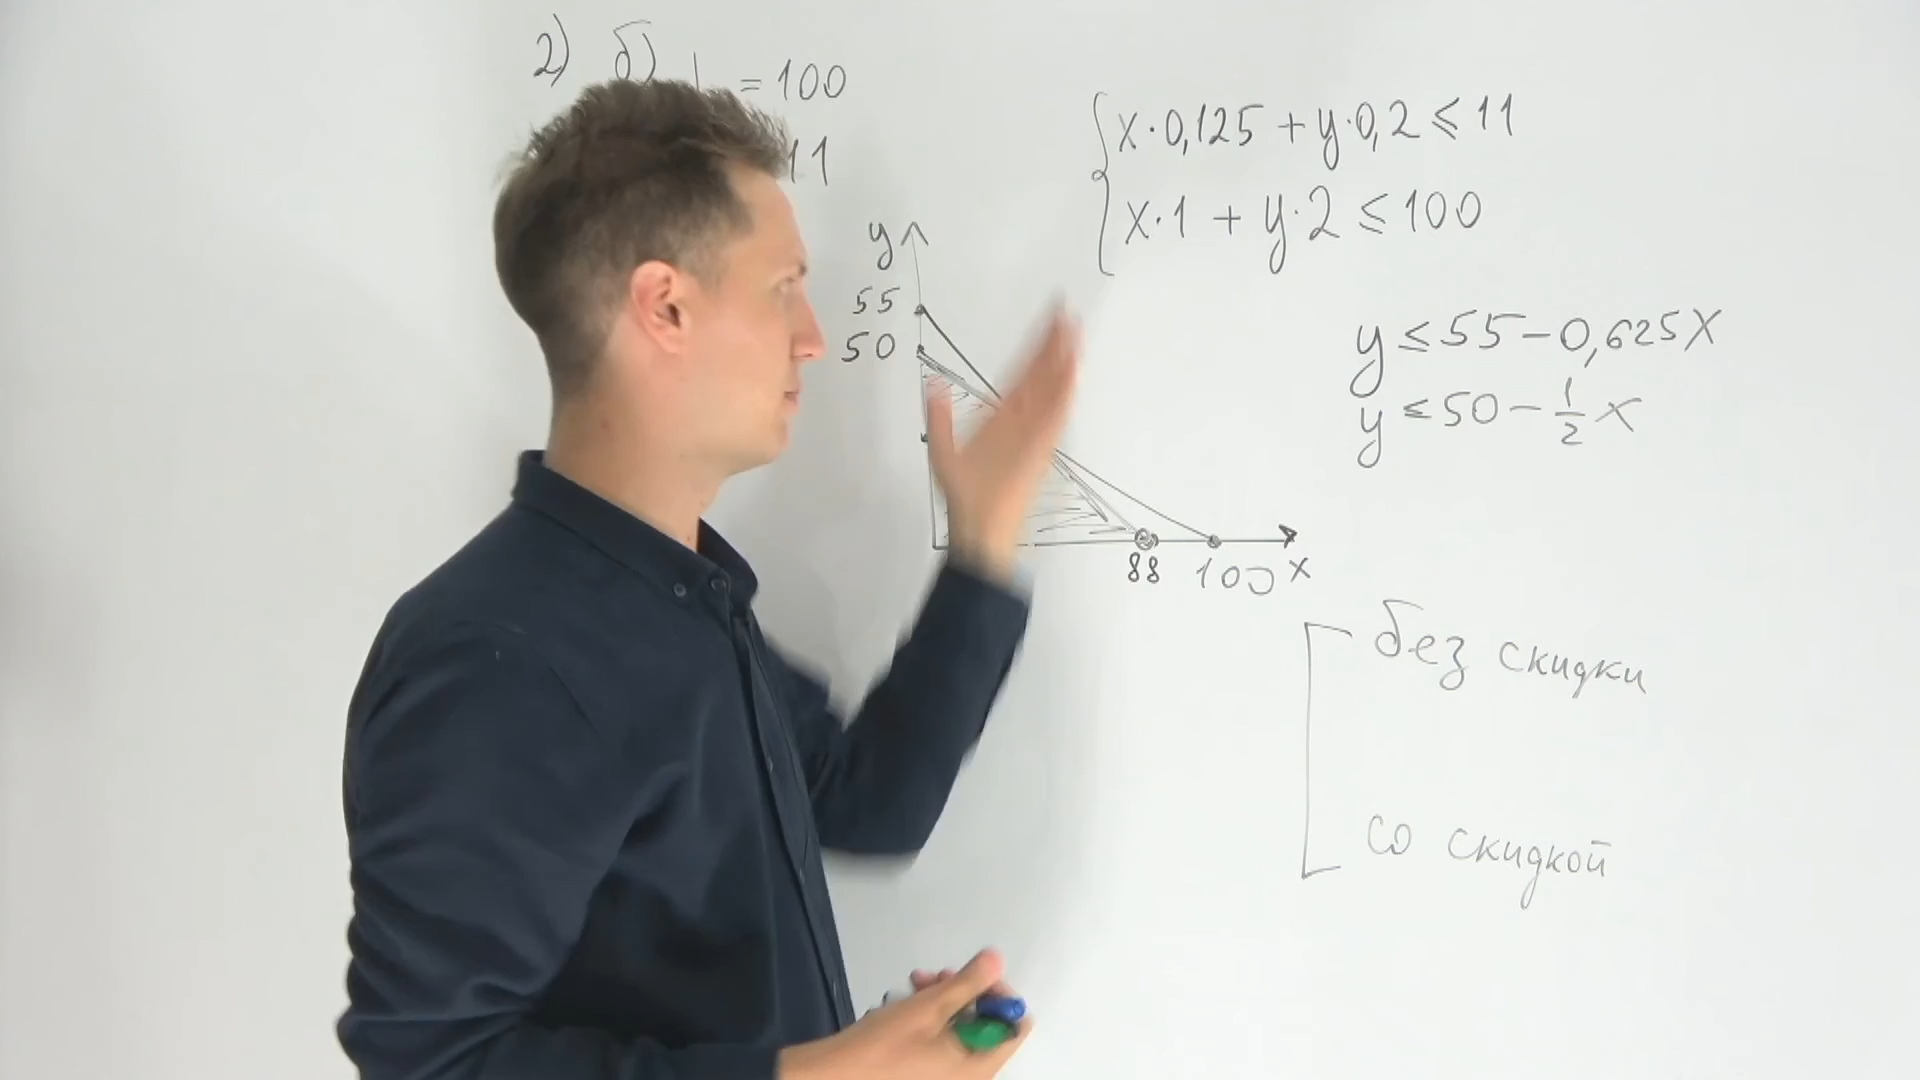 2) б)
= 100
11
x·0,125 + y·0,2 ≤ 11
x·1 + y·2 ≤ 100
y
55
50
y ≤ 55 – 0,625x
y ≤ 50 – 1/2 x
88 100 x
без скидки
со скидкой